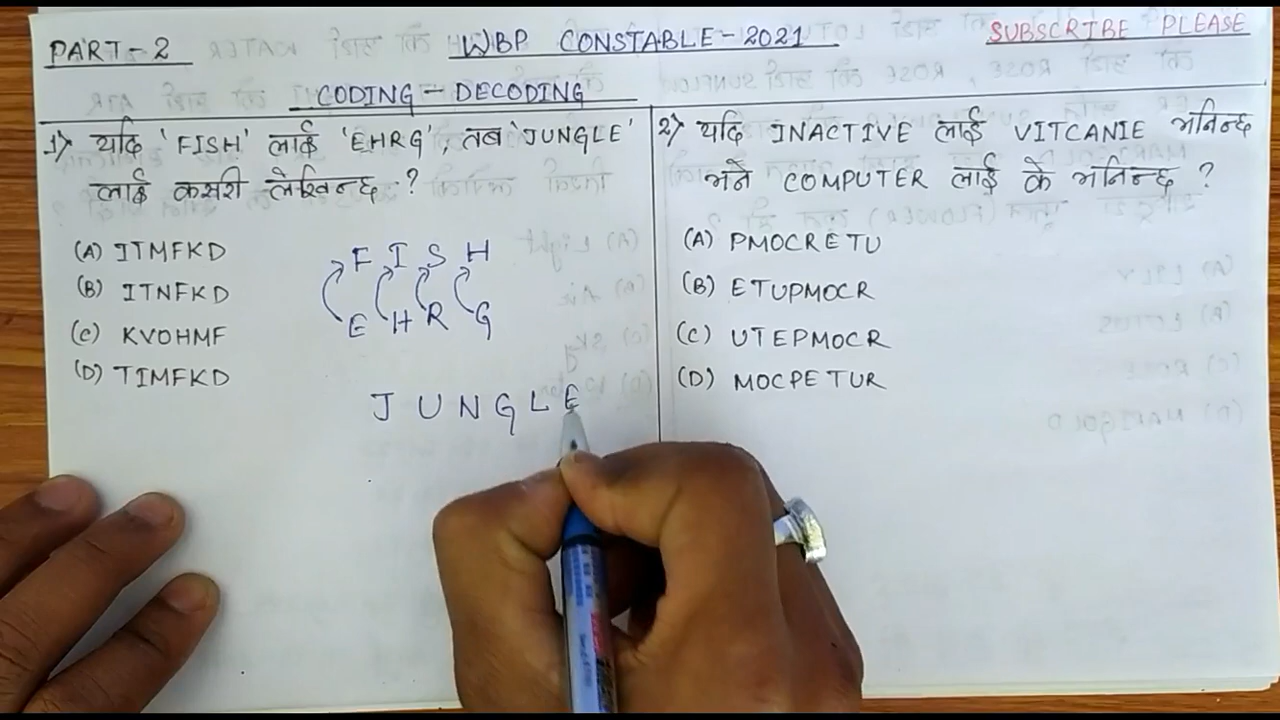 PART-2 WBP CONSTABLE-2021 SUBSCRIBE PLEASE
CODING-DECODING
1) यदि 'FISH' लाई 'EHRG', तब 'JUNGLE'
लाई कसरी लेखिन्छ ?
(A) ITMFKD
(B) ITNFKD
(C) KVOHMF
(D) TIMFKD
F I S H
E H R G
J U N G L E
2) यदि INACTIVE लाई VITCANIE भनिन्छ
भने COMPUTER लाई के भनिन्छ ?
(A) PMOCRETU
(B) ETUPMOCR
(C) UTEPMOCR
(D) MOCPETUR